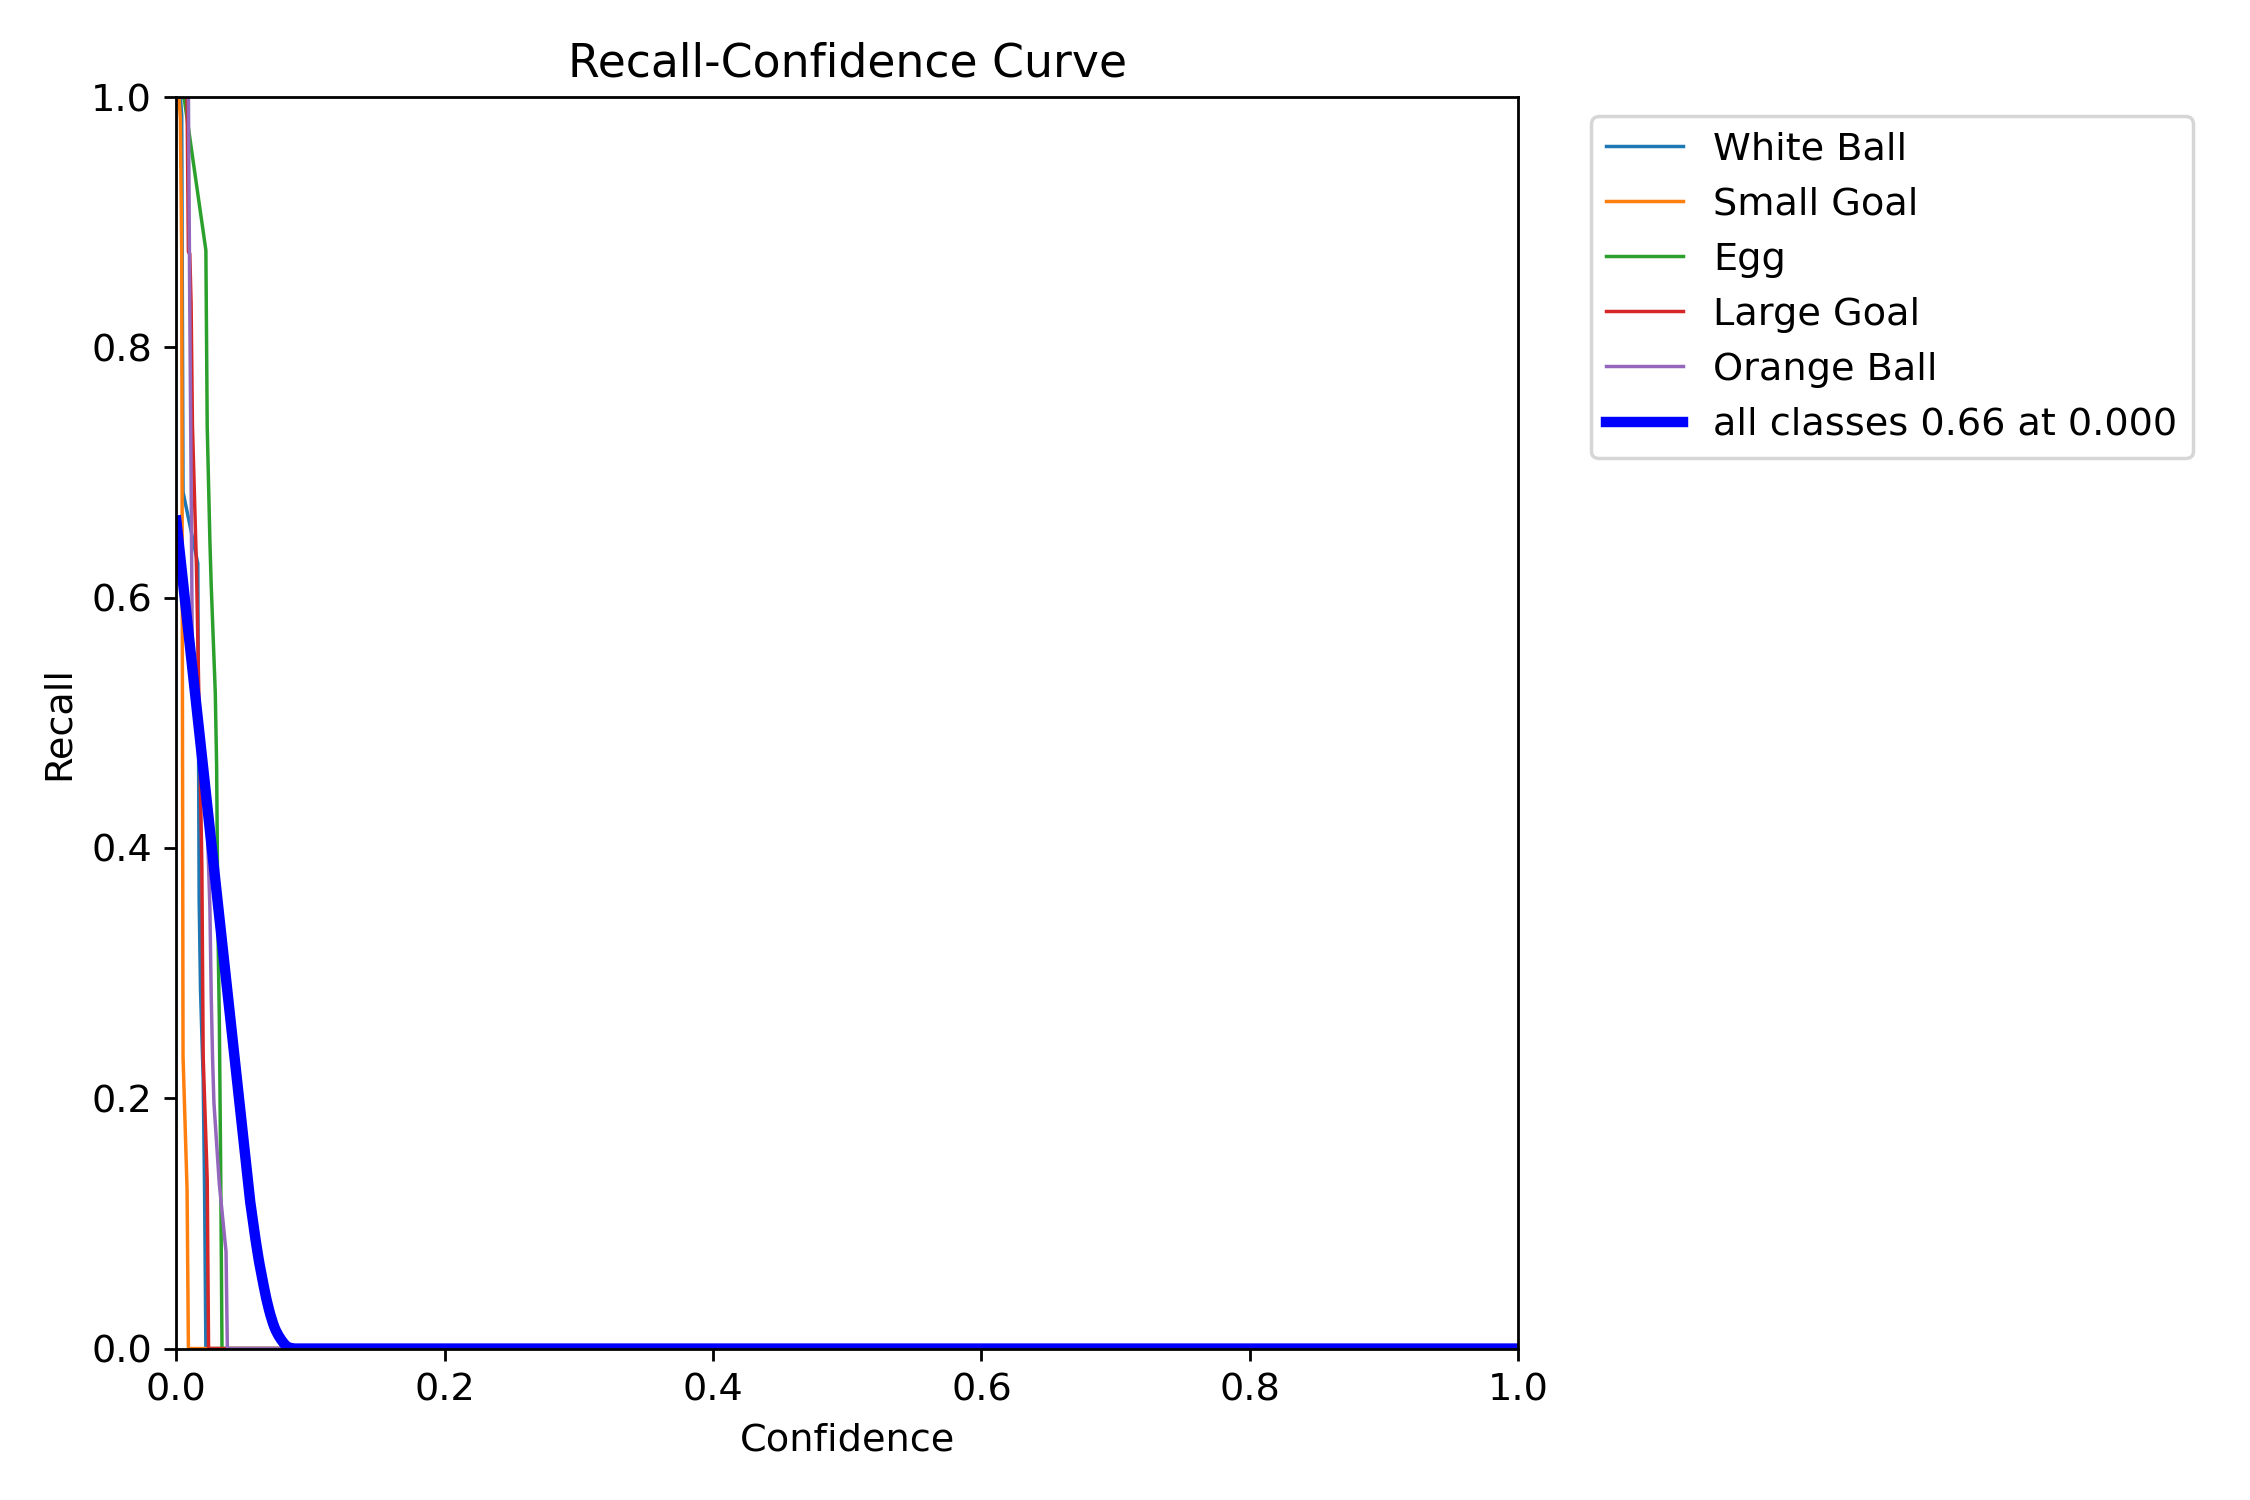 Recall-Confidence Curve
1.0
0.8
0.6
0.4
0.2
0.0
Recall
0.0 0.2 0.4 0.6 0.8 1.0
Confidence
White Ball
Small Goal
Egg
Large Goal
Orange Ball
all classes 0.66 at 0.000